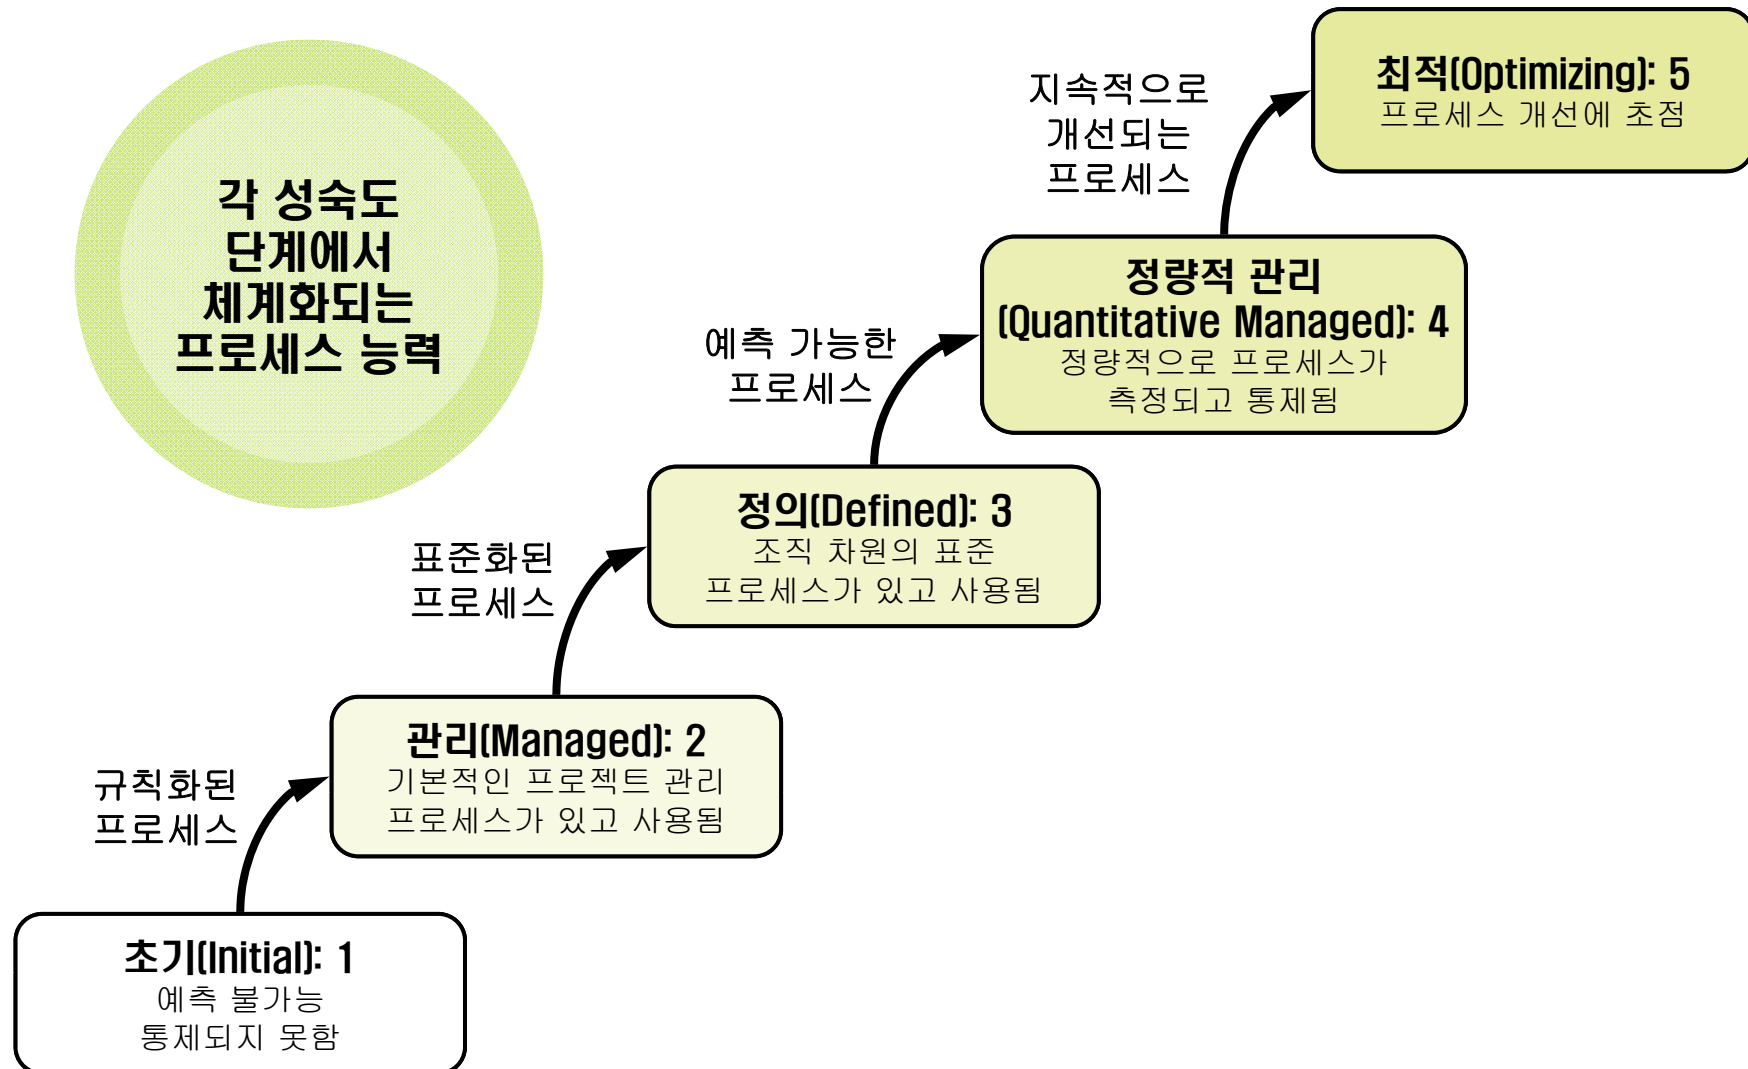 각 성숙도
단계에서
체계화되는
프로세스 능력
최적(Optimizing): 5
프로세스 개선에 초점
지속적으로
개선되는
프로세스
정량적 관리
(Quantitative Managed): 4
정량적으로 프로세스가
측정되고 통제됨
예측 가능한
프로세스
정의(Defined): 3
조직 차원의 표준
프로세스가 있고 사용됨
표준화된
프로세스
관리(Managed): 2
기본적인 프로젝트 관리
프로세스가 있고 사용됨
규칙화된
프로세스
초기(Initial): 1
예측 불가능
통제되지 못함